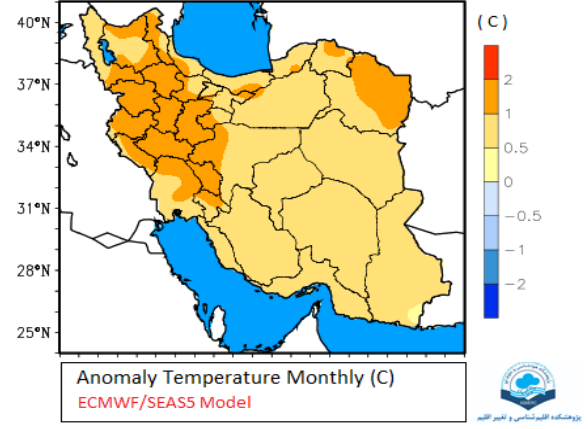 ( C )
40°N
37°N
34°N
31°N
28°N
25°N
2
1
0.5
0
−0.5
−1
−2
Anomaly Temperature Monthly (C)
ECMWF/SEAS5 Model
پژوهشکده اقلیم‌شناسی و تغییر اقلیم